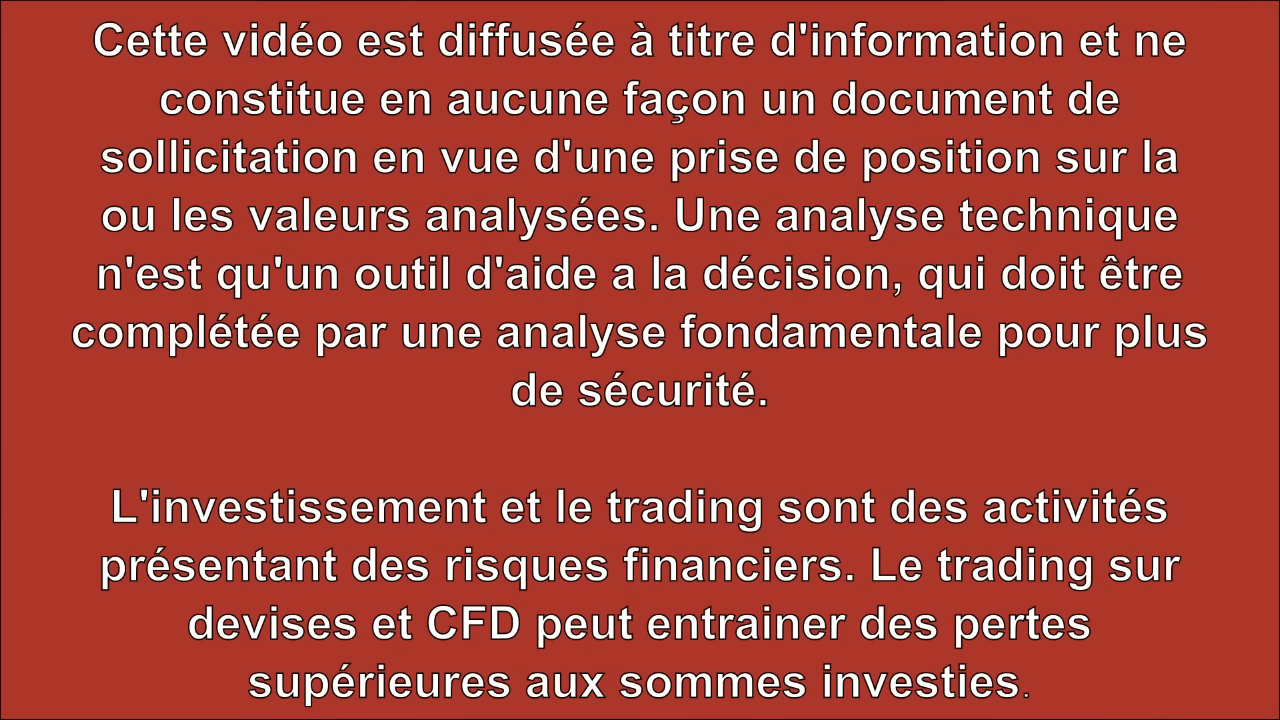 Cette vidéo est diffusée à titre d'information et ne
constitue en aucune façon un document de
sollicitation en vue d'une prise de position sur la
ou les valeurs analysées. Une analyse technique
n'est qu'un outil d'aide a la décision, qui doit être
complétée par une analyse fondamentale pour plus
de sécurité.
L'investissement et le trading sont des activités
présentant des risques financiers. Le trading sur
devises et CFD peut entrainer des pertes
supérieures aux sommes investies.